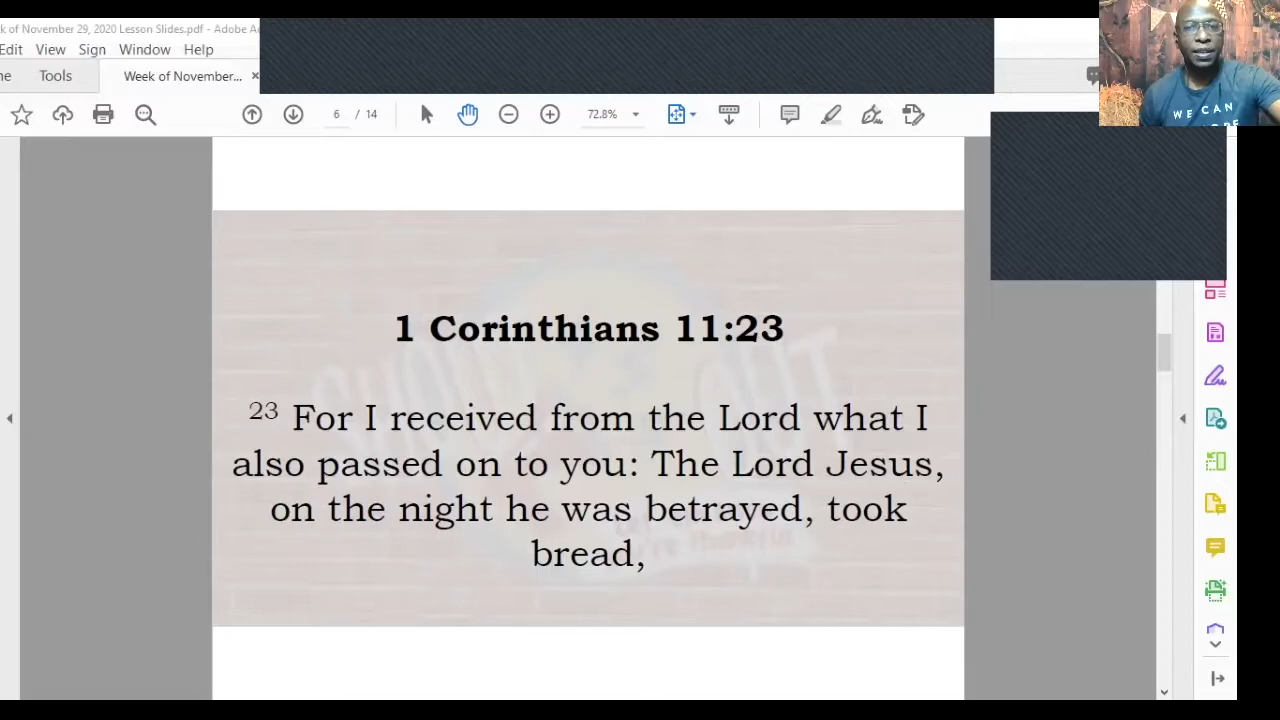 k of November 29, 2020 Lesson Slides.pdf - Adobe A
Edit View Sign Window Help
ne Tools Week of November... ×
6 / 14 72.8%
WE CAN
1 Corinthians 11:23
23 For I received from the Lord what I
also passed on to you: The Lord Jesus,
on the night he was betrayed, took
bread,